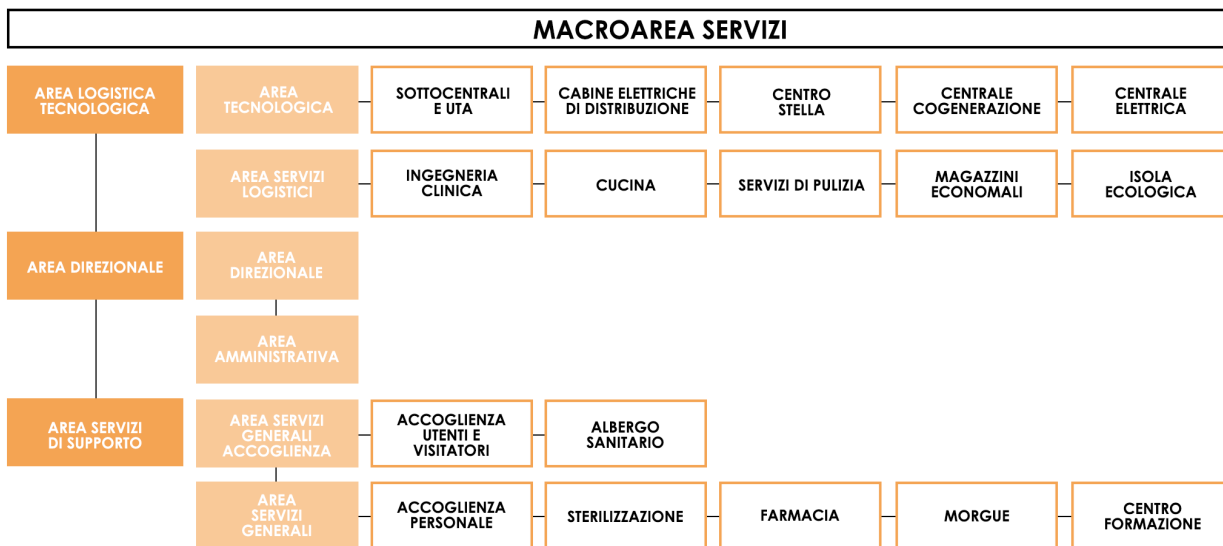 MACROAREA SERVIZI
AREA LOGISTICA
TECNOLOGICA
AREA
TECNOLOGICA
SOTTOCENTRALI
E UTA
CABINE ELETTRICHE
DI DISTRIBUZIONE
CENTRO
STELLA
CENTRALE
COGENERAZIONE
CENTRALE
ELETTRICA
AREA SERVIZI
LOGISTICI
INGEGNERIA
CLINICA
CUCINA
SERVIZI DI PULIZIA
MAGAZZINI
ECONOMALI
ISOLA
ECOLOGICA
AREA DIREZIONALE
AREA
DIREZIONALE
AREA
AMMINISTRATIVA
AREA SERVIZI
DI SUPPORTO
AREA SERVIZI
GENERALI
ACCOGLIENZA
ACCOGLIENZA
UTENTI E
VISITATORI
ALBERGO
SANITARIO
AREA
SERVIZI
GENERALI
ACCOGLIENZA
PERSONALE
STERILIZZAZIONE
FARMACIA
MORGUE
CENTRO
FORMAZIONE